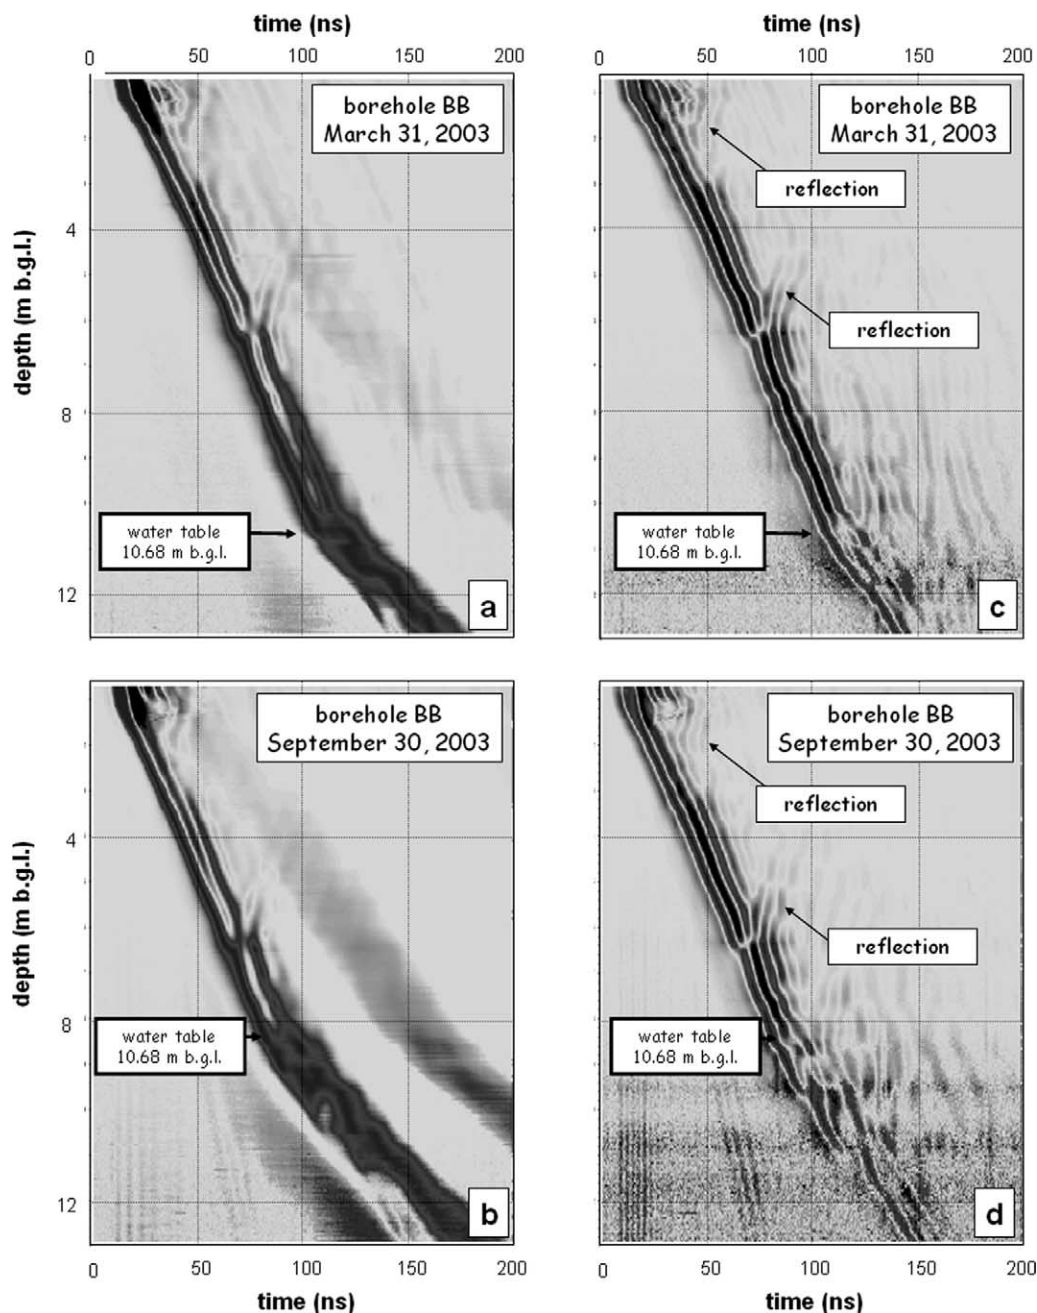 time (ns)
time (ns)
0 50 100 150 200
0 50 100 150 200
borehole BB
March 31, 2003
borehole BB
March 31, 2003
reflection
reflection
depth (m b.g.l.)
4
8
12
water table
10.68 m b.g.l.
water table
10.68 m b.g.l.
a
c
borehole BB
September 30, 2003
borehole BB
September 30, 2003
reflection
reflection
depth (m b.g.l.)
4
8
12
water table
10.68 m b.g.l.
water table
10.68 m b.g.l.
b
d
0 50 100 150 200
0 50 100 150 200
time (ns)
time (ns)